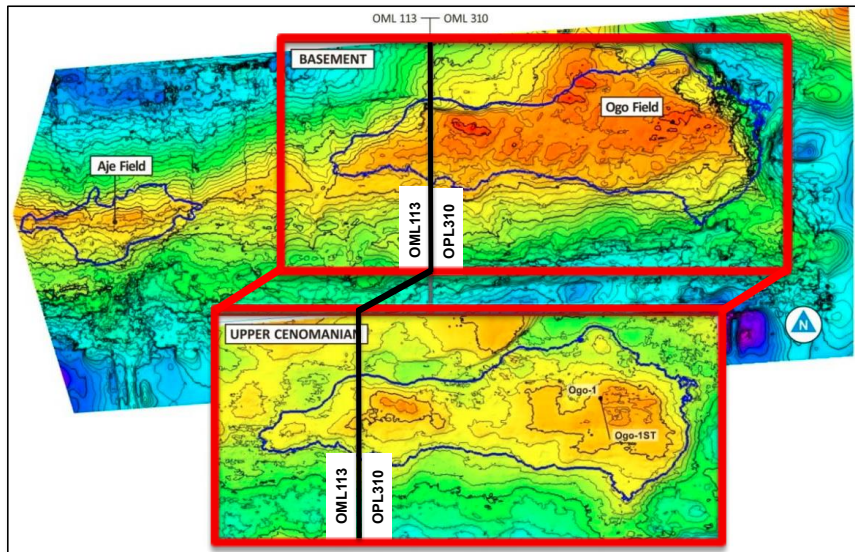 OML 113 OML 310
BASEMENT
Ogo Field
Aje Field
OML113
OPL310
N
UPPER CENOMANIAN
Ogo-1
Ogo-1ST
OML113
OPL310